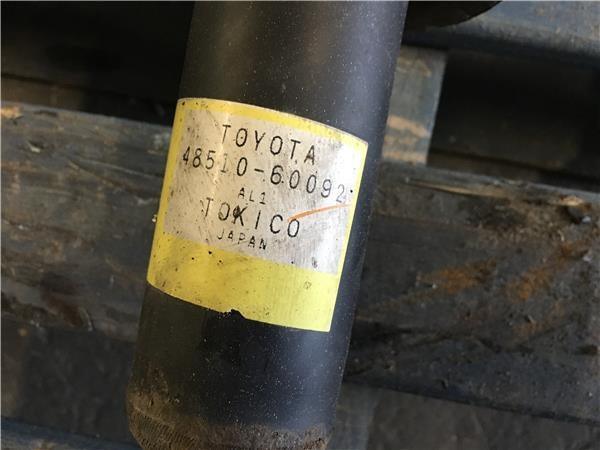 TOYOTA
48510-60092
AL1
TOKICO
JAPAN